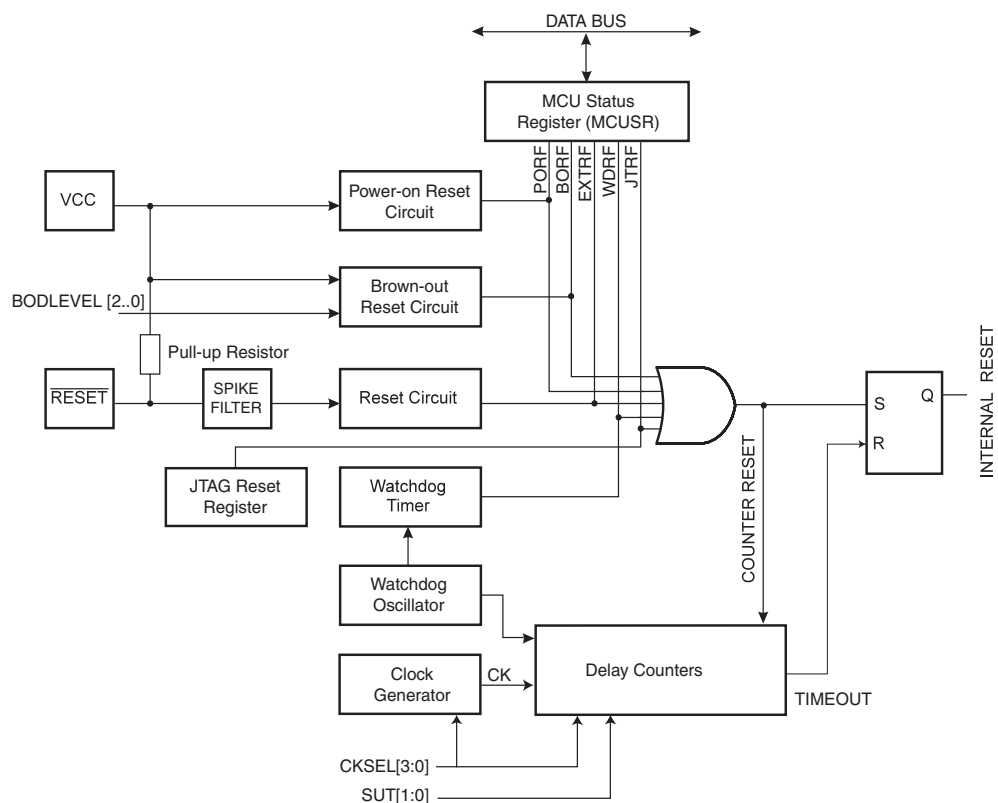 DATA BUS
MCU Status
Register (MCUSR)
PORF
BORF
EXTRF
WDRF
JTRF
VCC
Power-on Reset
Circuit
BODLEVEL [2..0]
Brown-out
Reset Circuit
Pull-up Resistor
RESET
SPIKE
FILTER
Reset Circuit
S
Q
R
INTERNAL RESET
JTAG Reset
Register
Watchdog
Timer
COUNTER RESET
Watchdog
Oscillator
Clock
Generator
CK
Delay Counters
TIMEOUT
CKSEL[3:0]
SUT[1:0]